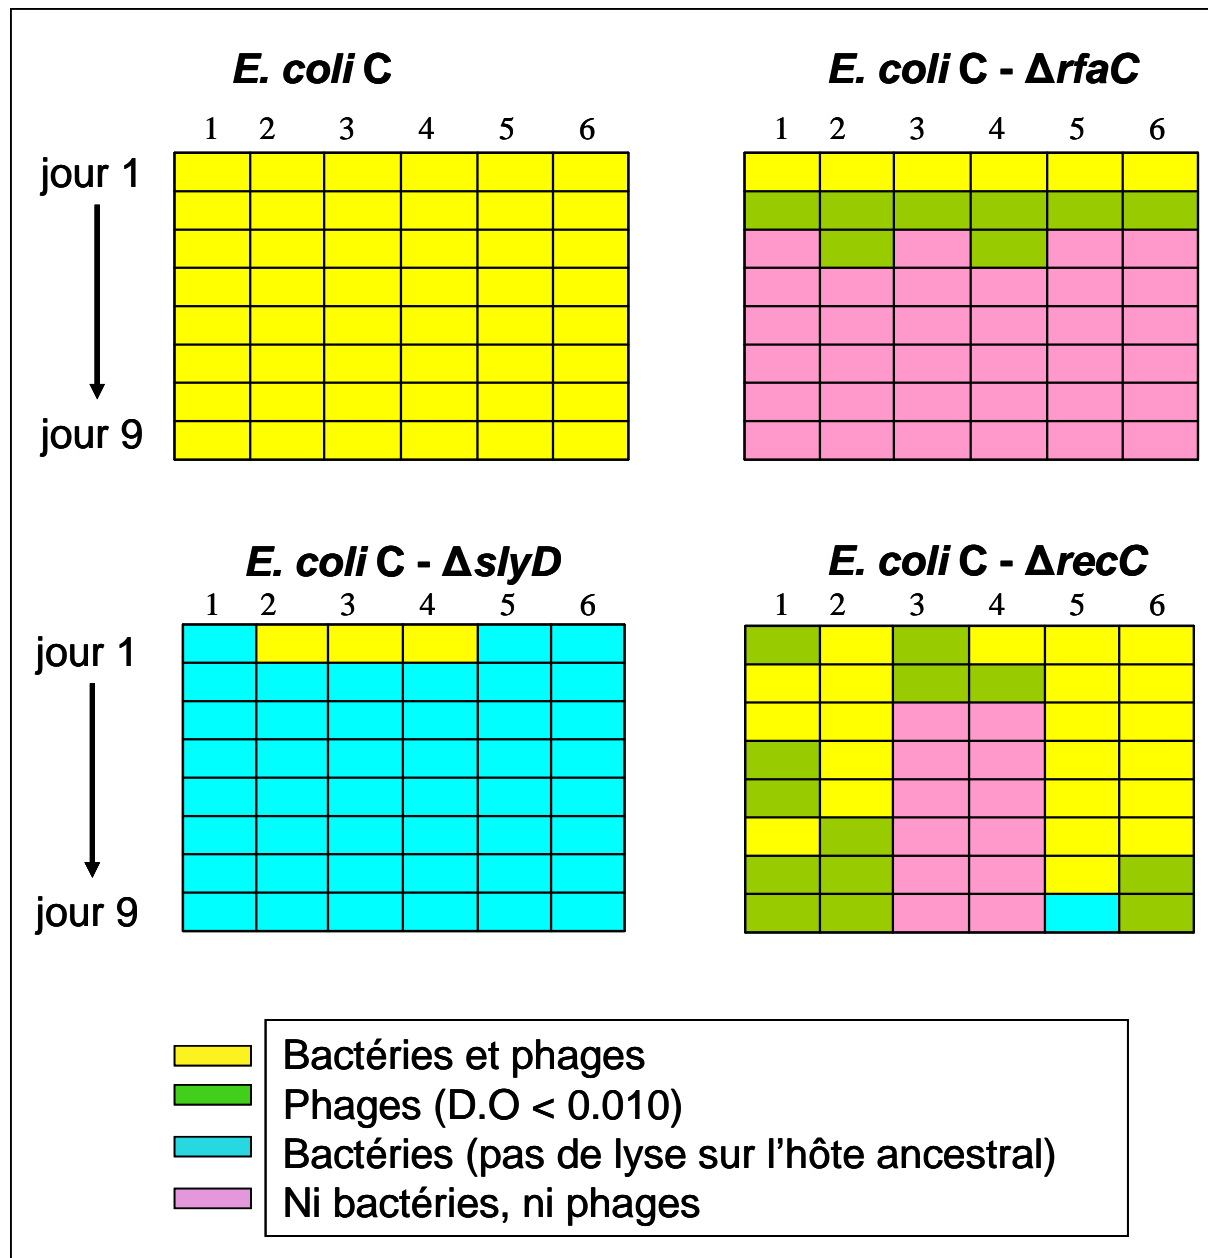 E. coli C
E. coli C - ΔrfaC
1 2 3 4 5 6
1 2 3 4 5 6
jour 1
jour 9
E. coli C - ΔslyD
E. coli C - ΔrecC
1 2 3 4 5 6
1 2 3 4 5 6
jour 1
jour 9
Bactéries et phages
Phages (D.O < 0.010)
Bactéries (pas de lyse sur l’hôte ancestral)
Ni bactéries, ni phages